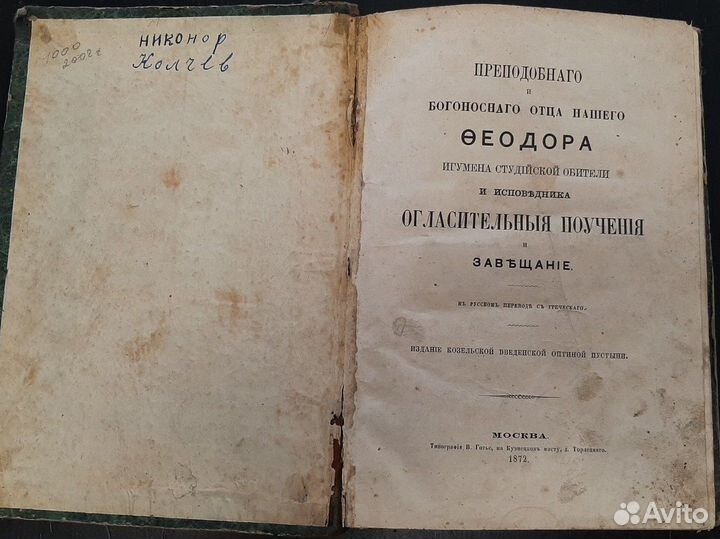 1000
2002 г
никонор
Колчев
ПРЕПОДОБНАГО
И
БОГОНОСНАГО ОТЦА НАШЕГО
ѲЕОДОРА
ИГУМЕНА СТУДІЙСКОЙ ОБИТЕЛИ
И ИСПОВѢДНИКА
ОГЛАСИТЕЛЬНЫЯ ПОУЧЕНІЯ
И
ЗАВѢЩАНІЕ.
ВЪ РУССКОМЪ ПЕРЕВОДѢ СЪ ГРЕЧЕСКАГО.
ИЗДАНІЕ КОЗЕЛЬСКОЙ ВВЕДЕНСКОЙ ОПТИНОЙ ПУСТЫНИ.
МОСКВА.
Типографія В. Готье, на Кузнецкомъ мосту, д. Торлецкаго.
1872.
Avito